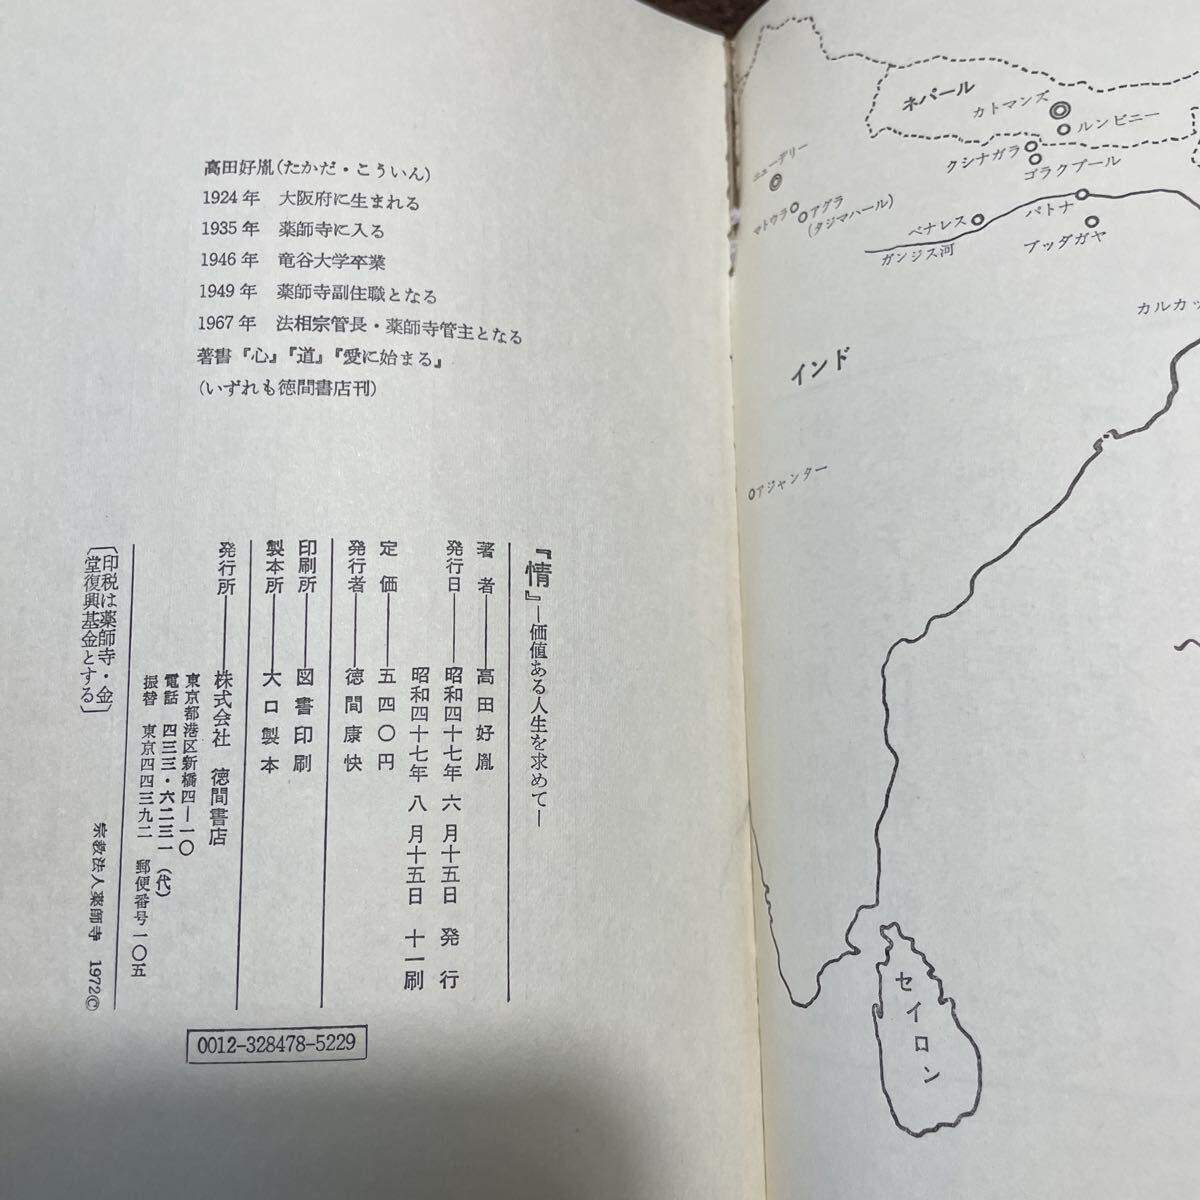 高田好胤(たかだ・こういん)
1924年 大阪府に生まれる
1935年 薬師寺に入る
1946年 竜谷大学卒業
1949年 薬師寺副住職となる
1967年 法相宗管長・薬師寺管主となる
著書『心』『道』『愛に始まる』
(いずれも徳間書店刊)
『情』―価値ある人生を求めて―
著者――高田好胤
発行日――昭和四十七年 六月十五日 発行
昭和四十七年 八月十五日 十一刷
定価――五四〇円
発行者――徳間康快
印刷所――図書印刷
製本所――大口製本
発行所――株式会社 徳間書店
東京都港区新橋四―一〇
電話 四三三・六二三一(代)
振替 東京四四三九二 郵便番号一〇五
〔印税は薬師寺・金
堂復興基金とする〕
宗教法人薬師寺 1972©
0012-328478-5229
ネパール
カトマンズ
ルンビニー
クシナガラ
ゴラクプール
ニューデリー
マトウラ
アグラ
(タジマハール)
ベナレス
パトナ
ガンジス河
ブッダガヤ
カルカッ
インド
アジャンター
セイロン